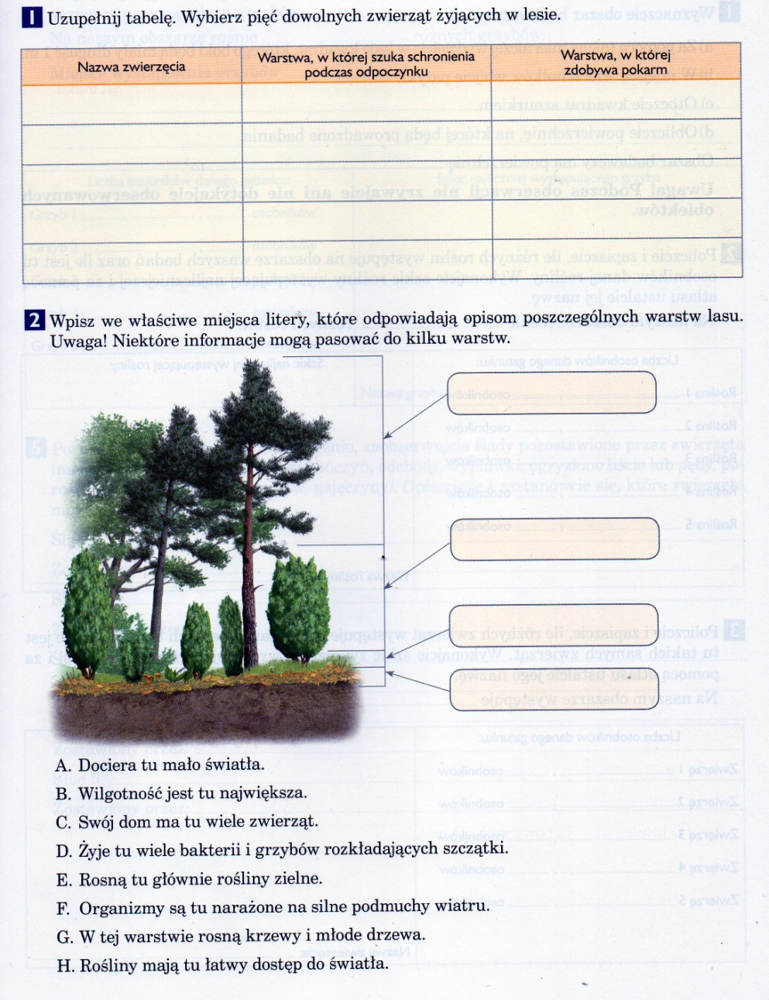 1 Uzupełnij tabelę. Wybierz pięć dowolnych zwierząt żyjących w lesie.
Nazwa zwierzęcia
Warstwa, w której szuka schronienia
podczas odpoczynku
Warstwa, w której
zdobywa pokarm
2 Wpisz we właściwe miejsca litery, które odpowiadają opisom poszczególnych warstw lasu.
Uwaga! Niektóre informacje mogą pasować do kilku warstw.
A. Dociera tu mało światła.
B. Wilgotność jest tu największa.
C. Swój dom ma tu wiele zwierząt.
D. Żyje tu wiele bakterii i grzybów rozkładających szczątki.
E. Rosną tu głównie rośliny zielne.
F. Organizmy są tu narażone na silne podmuchy wiatru.
G. W tej warstwie rosną krzewy i młode drzewa.
H. Rośliny mają tu łatwy dostęp do światła.